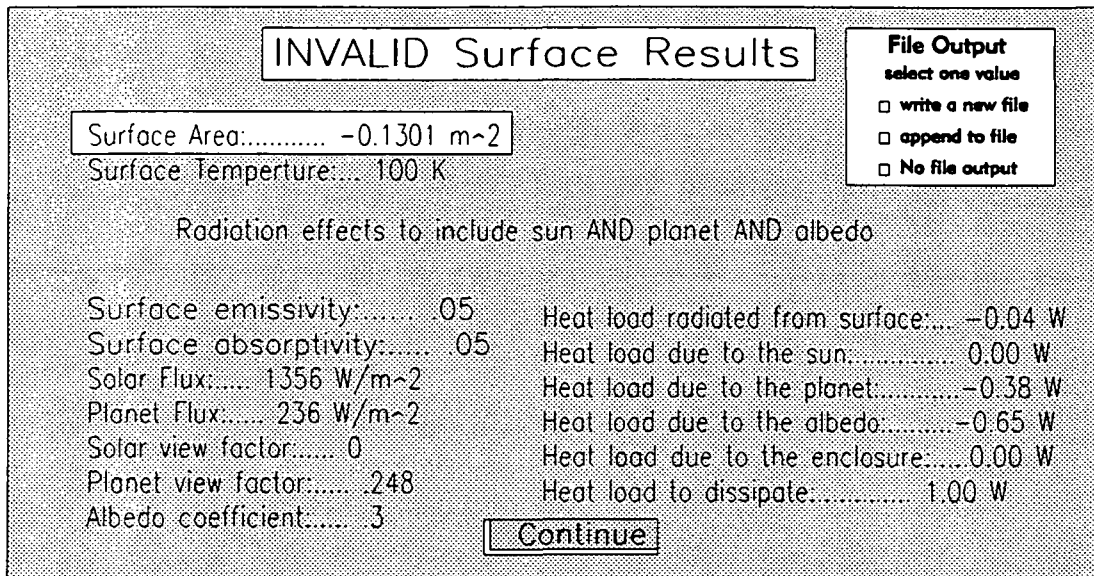 INVALID Surface Results
File Output
select one value
□ write a new file
□ append to file
□ No file output
Surface Area:............ -0.1301 m~2
Surface Temperture:... 100 K
Radiation effects to include sun AND planet AND albedo
Surface emissivity:...... .05
Surface absorptivity:..... .05
Solar Flux:..... 1356 W/m~2
Planet Flux:..... 236 W/m~2
Solar view factor:..... 0
Planet view factor:..... .248
Albedo coefficient:..... .3
Heat load radiated from surface:... -0.04 W
Heat load due to the sun:.............. 0.00 W
Heat load due to the planet:.......... -0.38 W
Heat load due to the albedo:.........-0.65 W
Heat load due to the enclosure:.....0.00 W
Heat load to dissipate:.............. 1.00 W
Continue